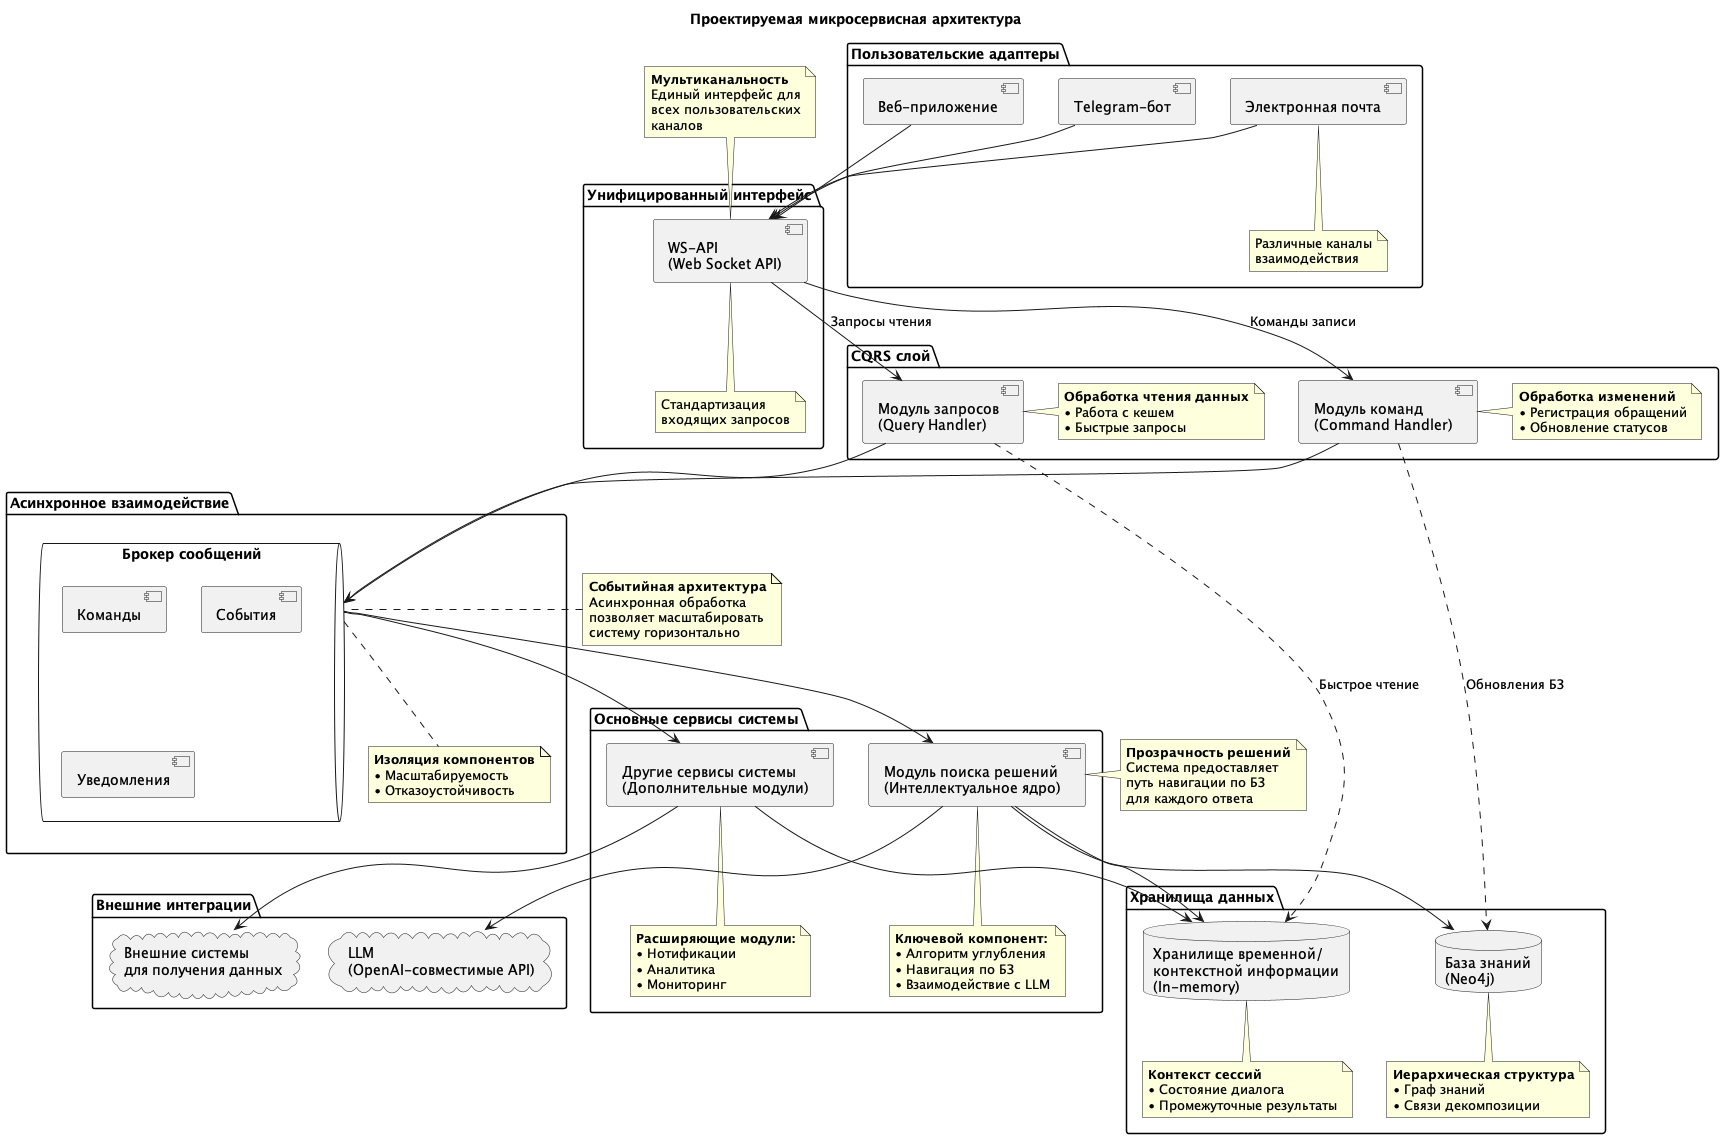 Проектируемая микросервисная архитектура
Пользовательские адаптеры
Мультиканальность
Единый интерфейс для
всех пользовательских
каналов
Веб-приложение
Telegram-бот
Электронная почта
Унифицированный интерфейс
WS-API
(Web Socket API)
Различные каналы
взаимодействия
Запросы чтения
Команды записи
CQRS слой
Стандартизация
входящих запросов
Модуль запросов
(Query Handler)
Обработка чтения данных
• Работа с кешем
• Быстрые запросы
Модуль команд
(Command Handler)
Обработка изменений
• Регистрация обращений
• Обновление статусов
Асинхронное взаимодействие
Брокер сообщений
Команды
События
Уведомления
Событийная архитектура
Асинхронная обработка
позволяет масштабировать
систему горизонтально
Изоляция компонентов
• Масштабируемость
• Отказоустойчивость
Быстрое чтение
Обновления БЗ
Основные сервисы системы
Другие сервисы системы
(Дополнительные модули)
Модуль поиска решений
(Интеллектуальное ядро)
Прозрачность решений
Система предоставляет
путь навигации по БЗ
для каждого ответа
Внешние интеграции
Внешние системы
для получения данных
LLM
(OpenAI-совместимые API)
Расширяющие модули:
• Нотификации
• Аналитика
• Мониторинг
Ключевой компонент:
• Алгоритм углубления
• Навигация по БЗ
• Взаимодействие с LLM
Хранилища данных
Хранилище временной/
контекстной информации
(In-memory)
База знаний
(Neo4j)
Контекст сессий
• Состояние диалога
• Промежуточные результаты
Иерархическая структура
• Граф знаний
• Связи декомпозиции